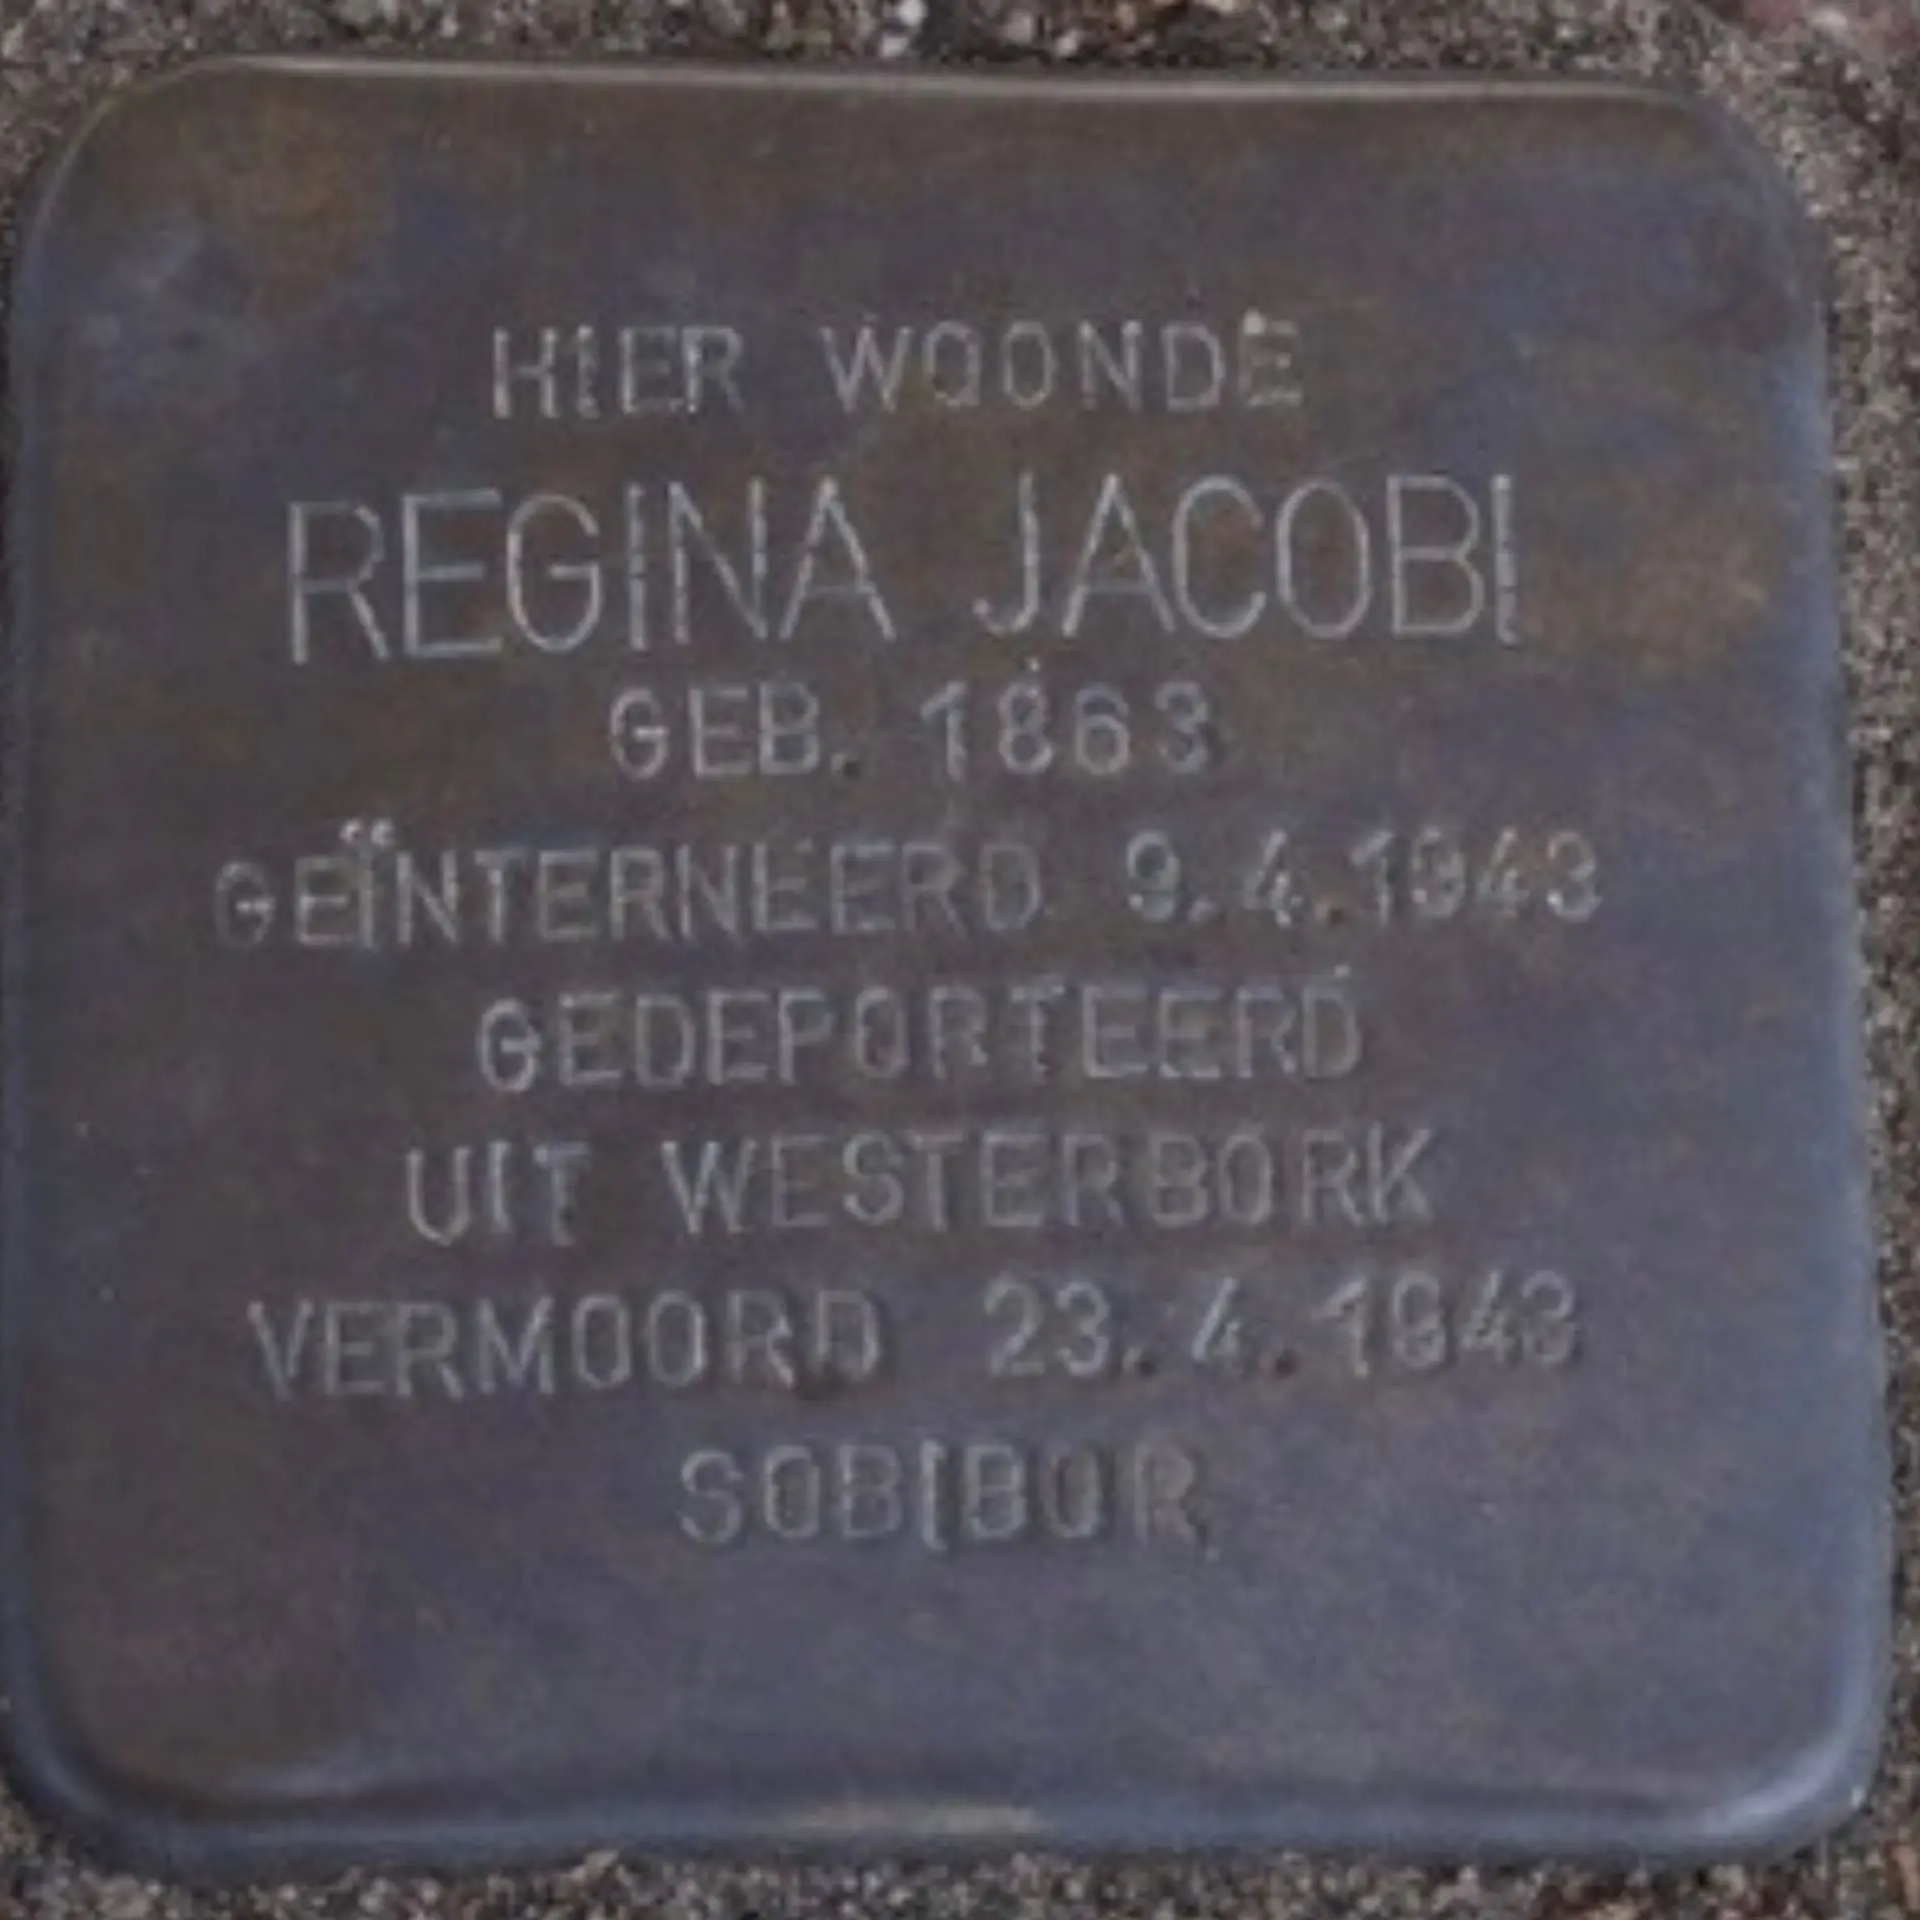 HIER WOONDE
REGINA JACOBI
GEB. 1863
GEÏNTERNEERD 9.4.1943
GEDEPORTEERD
UIT WESTERBORK
VERMOORD 23.4.1943
SOBIBOR